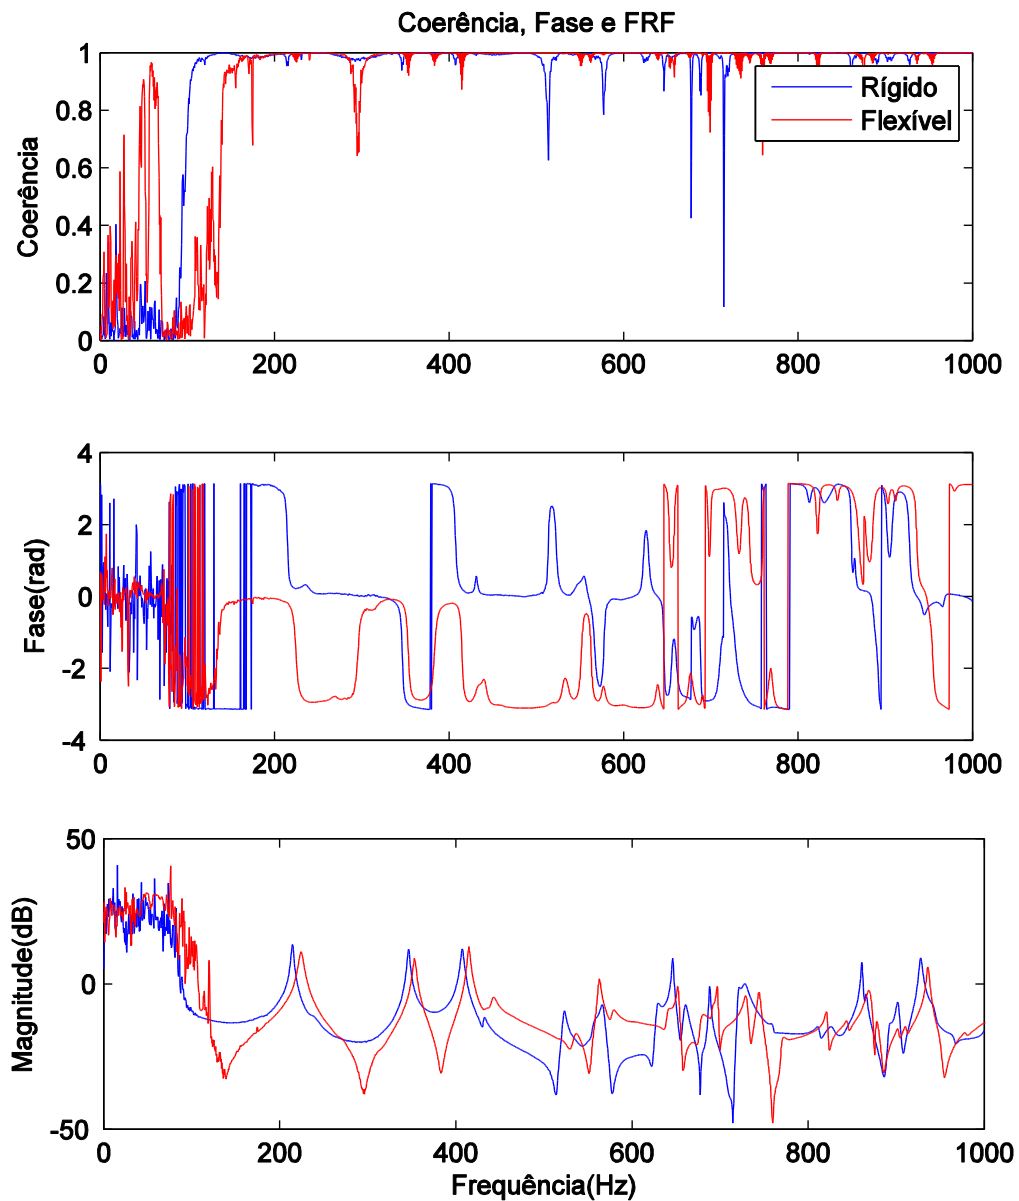 Coerência, Fase e FRF
Coerência
1
0.8
0.6
0.4
0.2
0
Rígido
Flexível
0 200 400 600 800 1000
Fase(rad)
4
2
0
-2
-4
0 200 400 600 800 1000
Magnitude(dB)
50
0
-50
0 200 400 600 800 1000
Frequência(Hz)